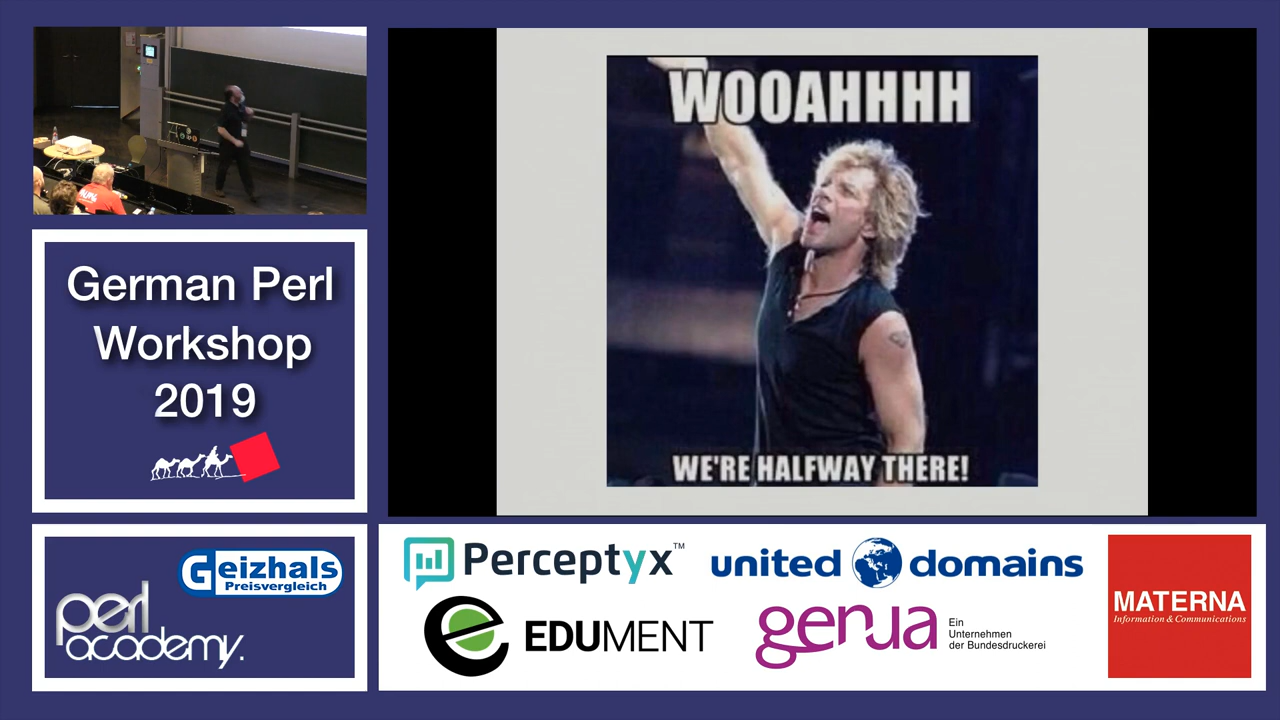 WOOAHHHH
WE'RE HALFWAY THERE!
German Perl
Workshop
2019
Geizhals
Preisvergleich
perl
academy.
Perceptyx™
united domains
EDUMENT
genua
Ein
Unternehmen
der Bundesdruckerei
MATERNA
Information & Communications